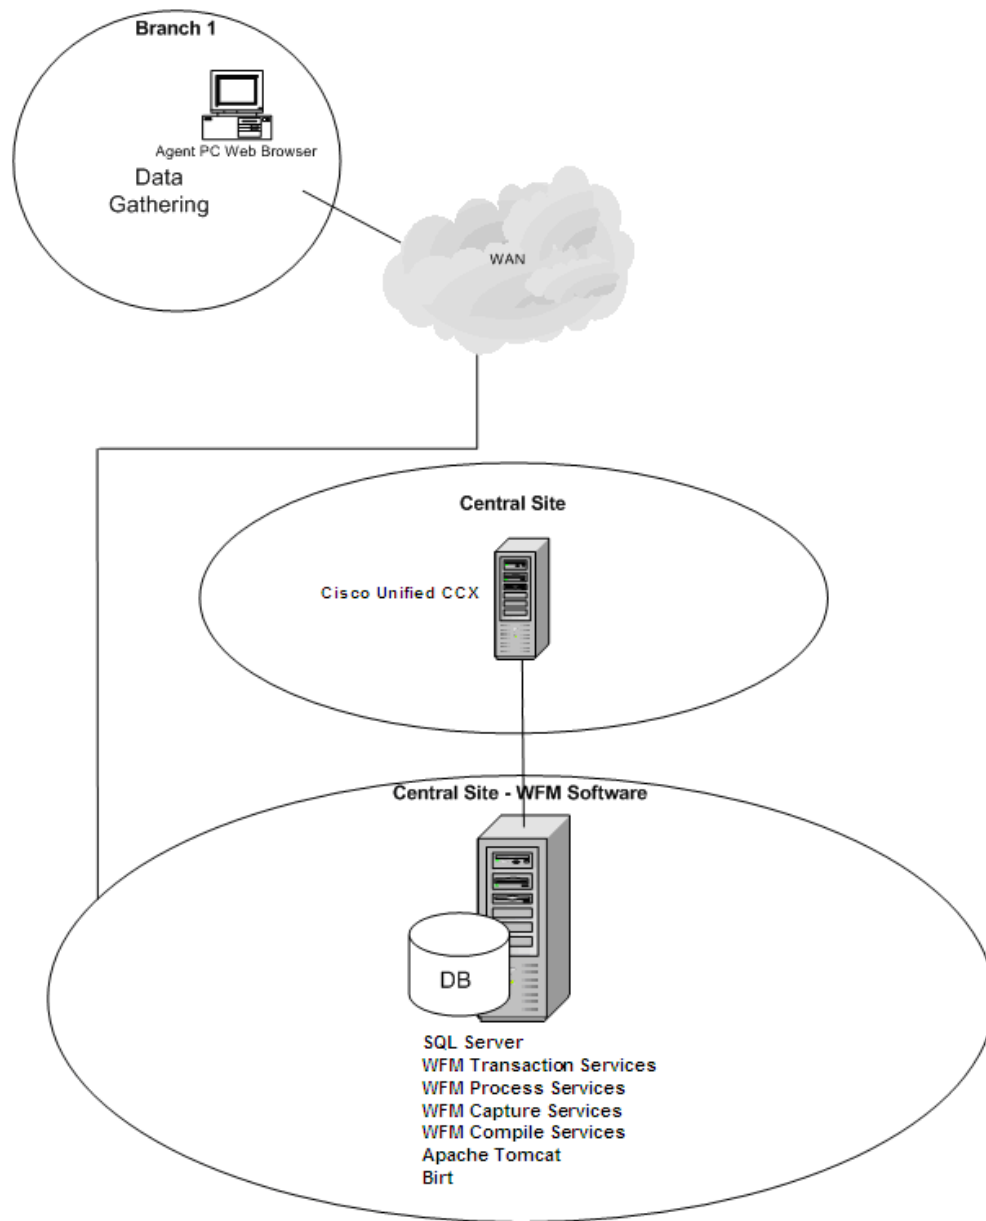 Branch 1
Agent PC Web Browser
Data
Gathering
WAN
Central Site
Cisco Unified CCX
Central Site - WFM Software
DB
SQL Server
WFM Transaction Services
WFM Process Services
WFM Capture Services
WFM Compile Services
Apache Tomcat
Birt